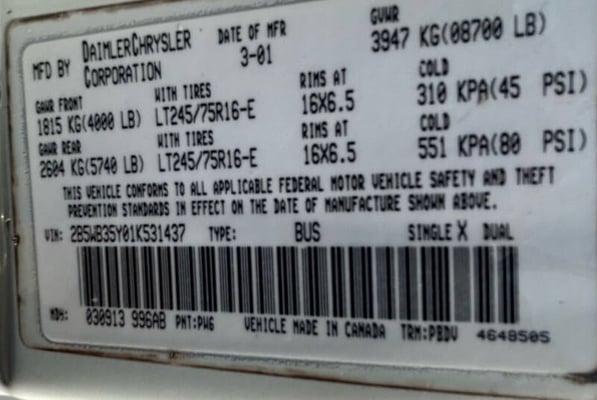 MFD BY DAIMLERCHRYSLER CORPORATION
DATE OF MFR 3-01
GVWR 3947 KG(08700 LB)
GAWR FRONT WITH TIRES RIMS AT COLD
1815 KG(4000 LB) LT245/75R16-E 16X6.5 310 KPA(45 PSI)
GAWR REAR WITH TIRES RIMS AT COLD
2604 KG(5740 LB) LT245/75R16-E 16X6.5 551 KPA(80 PSI)
THIS VEHICLE CONFORMS TO ALL APPLICABLE FEDERAL MOTOR VEHICLE SAFETY AND THEFT
PREVENTION STANDARDS IN EFFECT ON THE DATE OF MANUFACTURE SHOWN ABOVE.
VIN: 2B5WB35Y01K531437 TYPE: BUS SINGLE X DUAL
MDH: 030913 996AB PNT:PW6 VEHICLE MADE IN CANADA TRM:PBDV 4648505